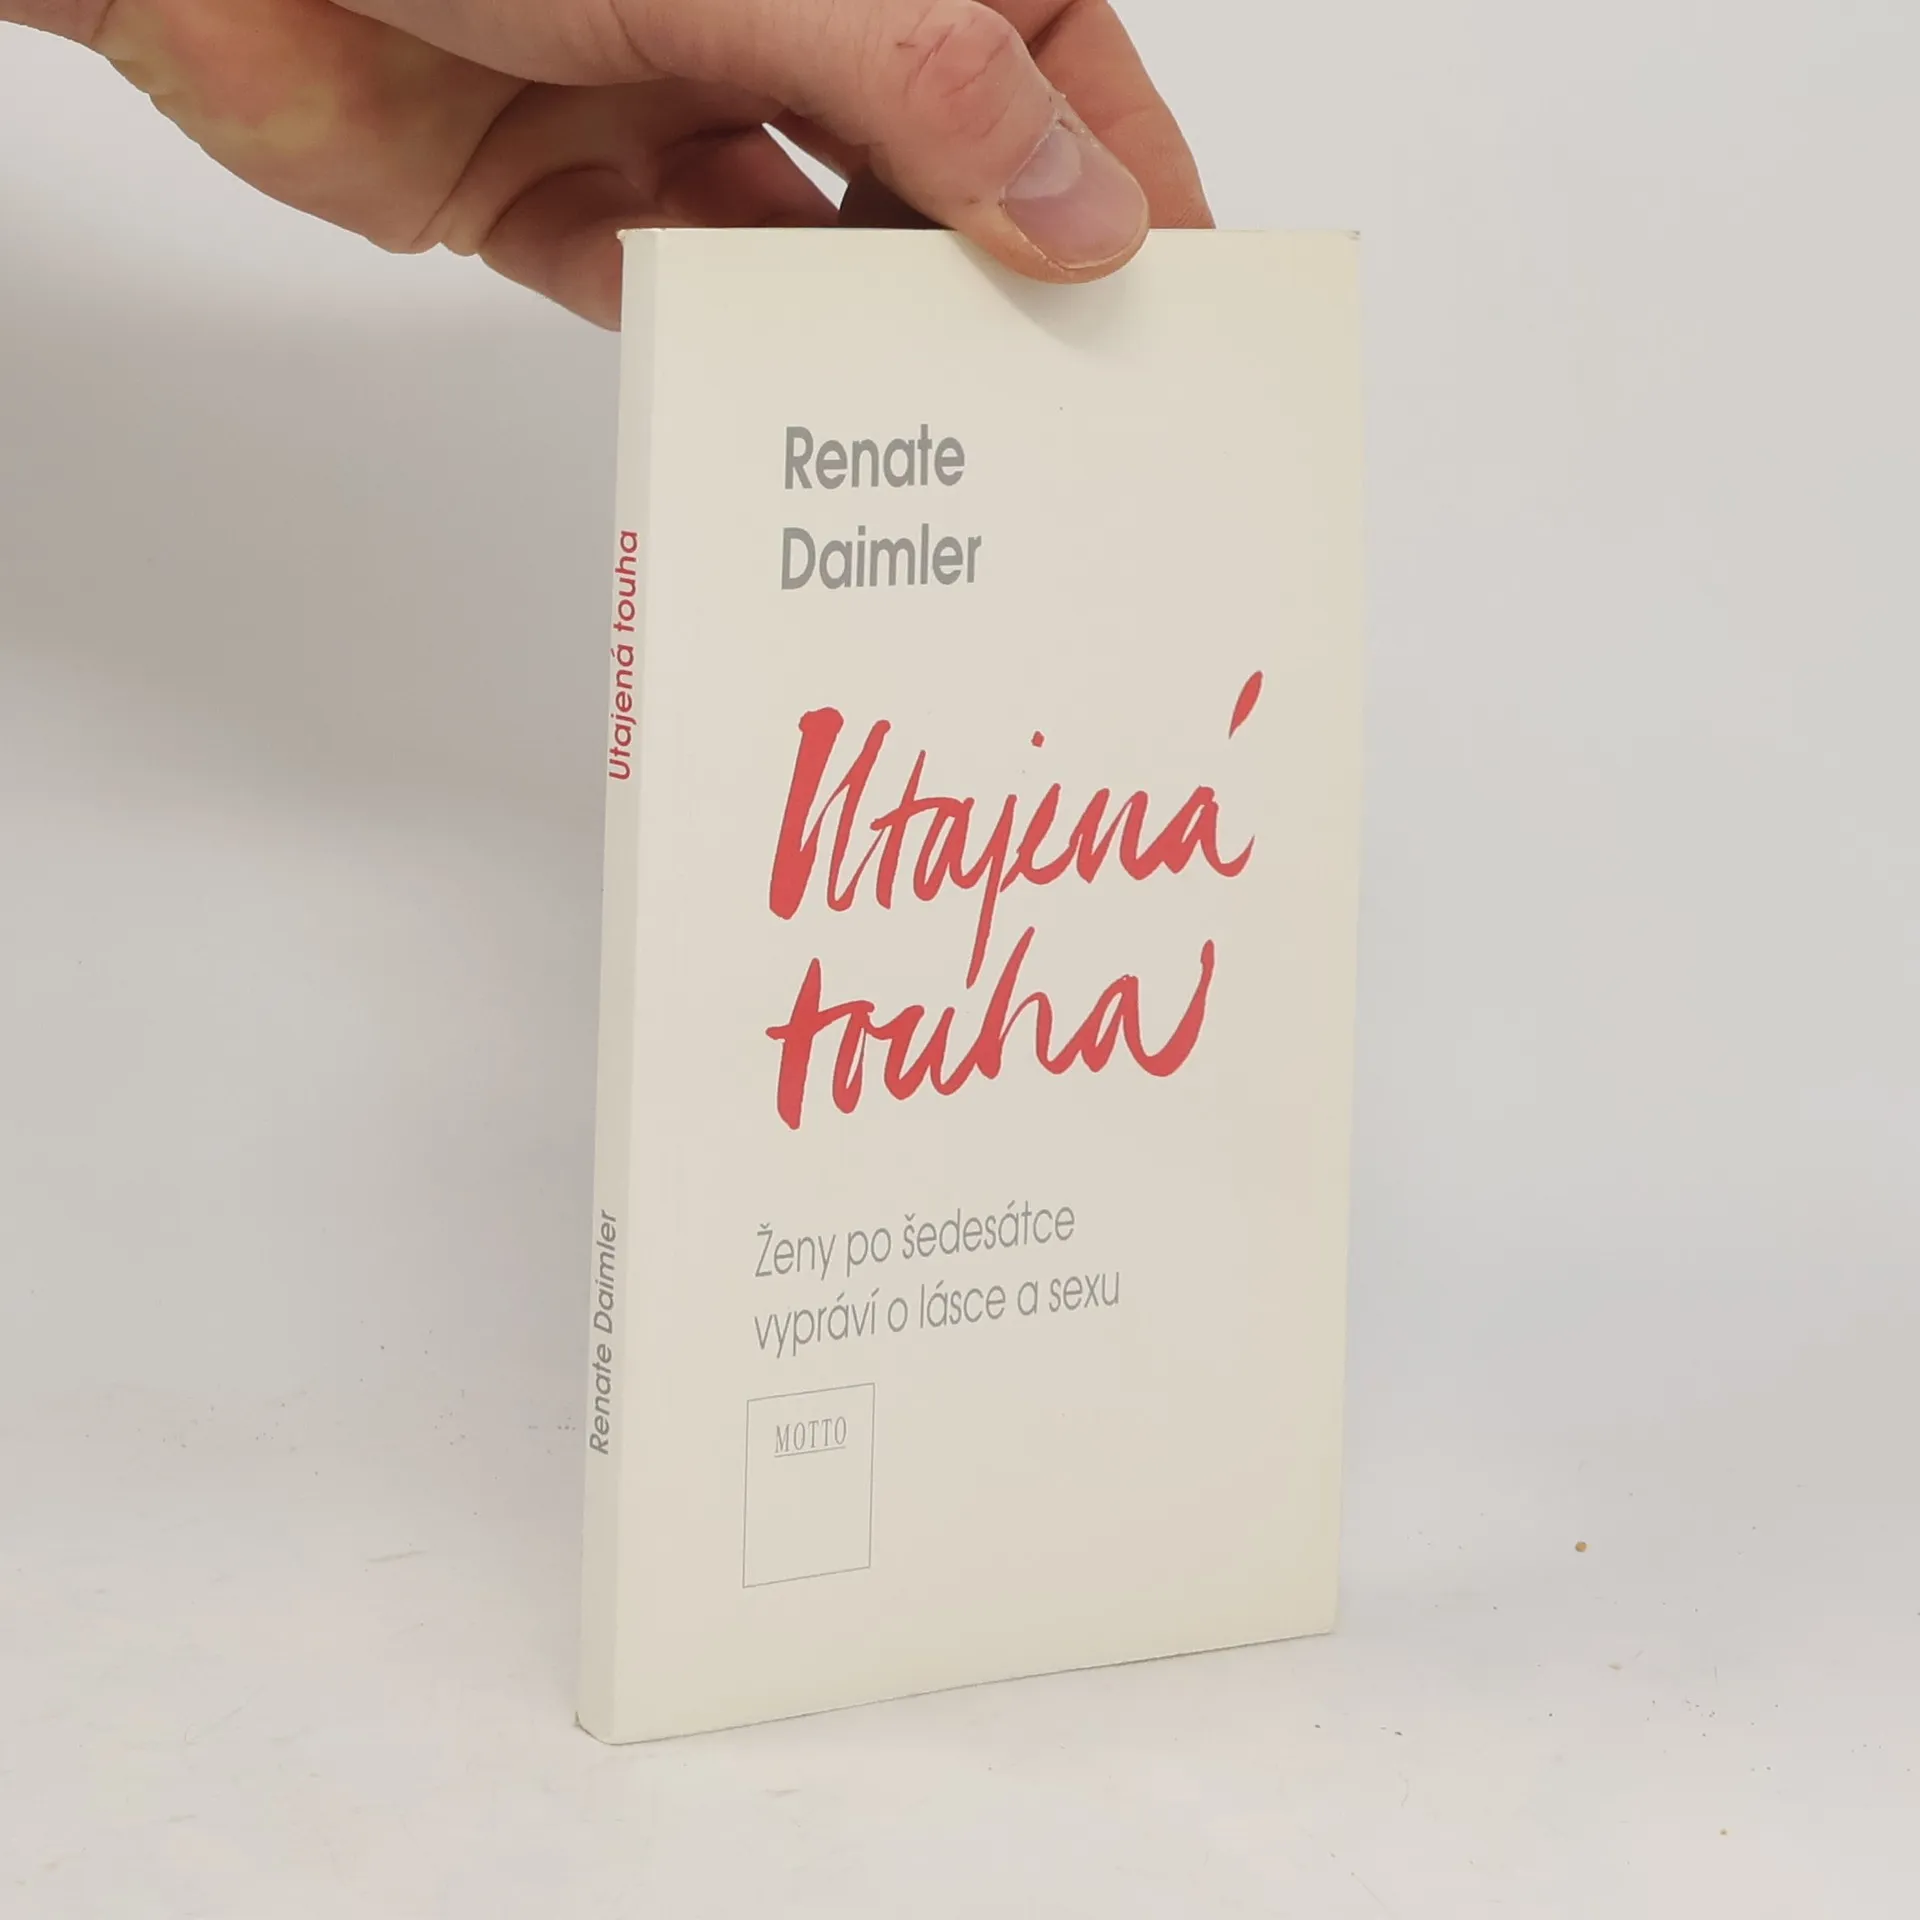 Renate
Daimler
Utajená
touha
Ženy po šedesátce
vypráví o lásce a sexu
MOTTO
Utajená touha
Renate Daimler